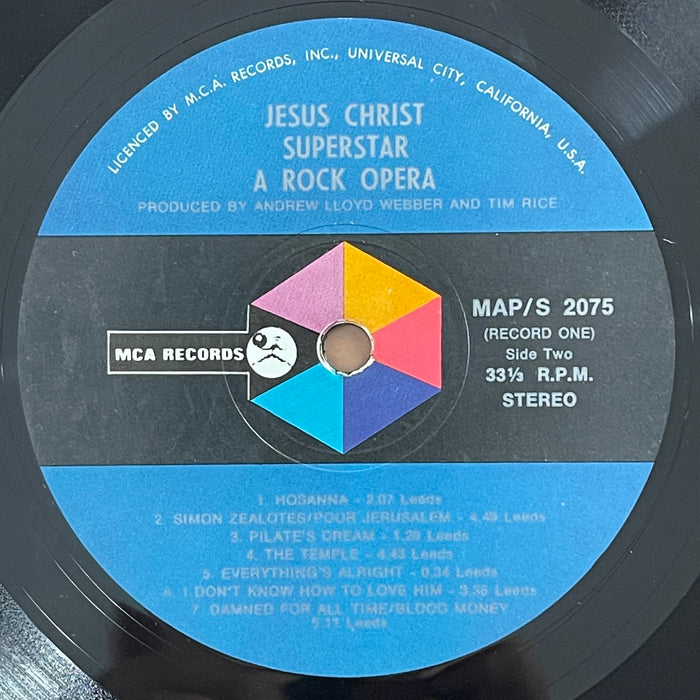 LICENCED BY M.C.A. RECORDS, INC., UNIVERSAL CITY, CALIFORNIA, U.S.A.
JESUS CHRIST
SUPERSTAR
A ROCK OPERA
PRODUCED BY ANDREW LLOYD WEBBER AND TIM RICE
MCA RECORDS
MAP/S 2075
(RECORD ONE)
Side Two
33⅓ R.P.M.
STEREO
1. HOSANNA - 2.07 Leeds
2. SIMON ZEALOTES/POUR JERUSALEM - 4.49 Leeds
3. PILATE'S DREAM - 1.28 Leeds
4. THE TEMPLE - 4.43 Leeds
5. EVERYTHING'S ALRIGHT - 0.34 Leeds
6. I DON'T KNOW HOW TO LOVE HIM - 3.36 Leeds
7. DAMNED FOR ALL TIME/BLOOD MONEY
5.11 Leeds